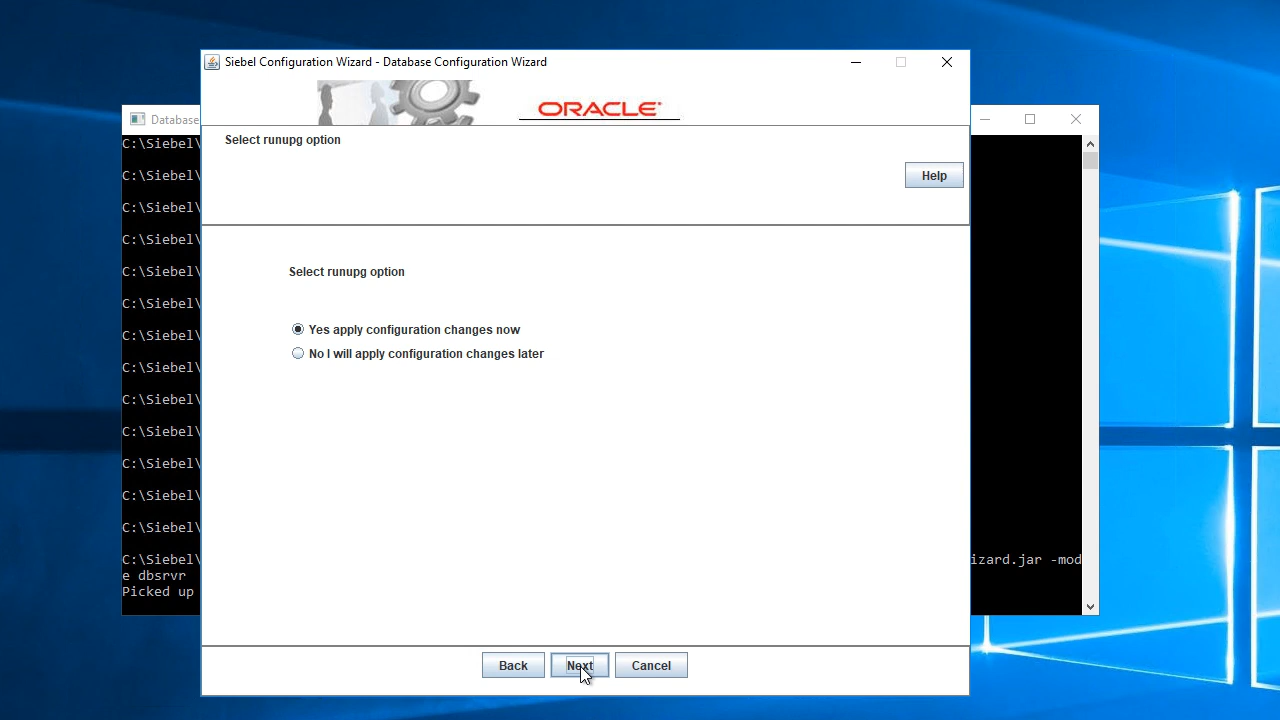 Siebel Configuration Wizard - Database Configuration Wizard
ORACLE
Database
Select runupg option
Help
Select runupg option
Yes apply configuration changes now
No I will apply configuration changes later
C:\Siebel\
C:\Siebel\
C:\Siebel\
C:\Siebel\
C:\Siebel\
C:\Siebel\
C:\Siebel\
C:\Siebel\
C:\Siebel\
C:\Siebel\
C:\Siebel\
C:\Siebel\
C:\Siebel\
C:\Siebel\ izard.jar -mod
e dbsrvr
Picked up
Back Next Cancel